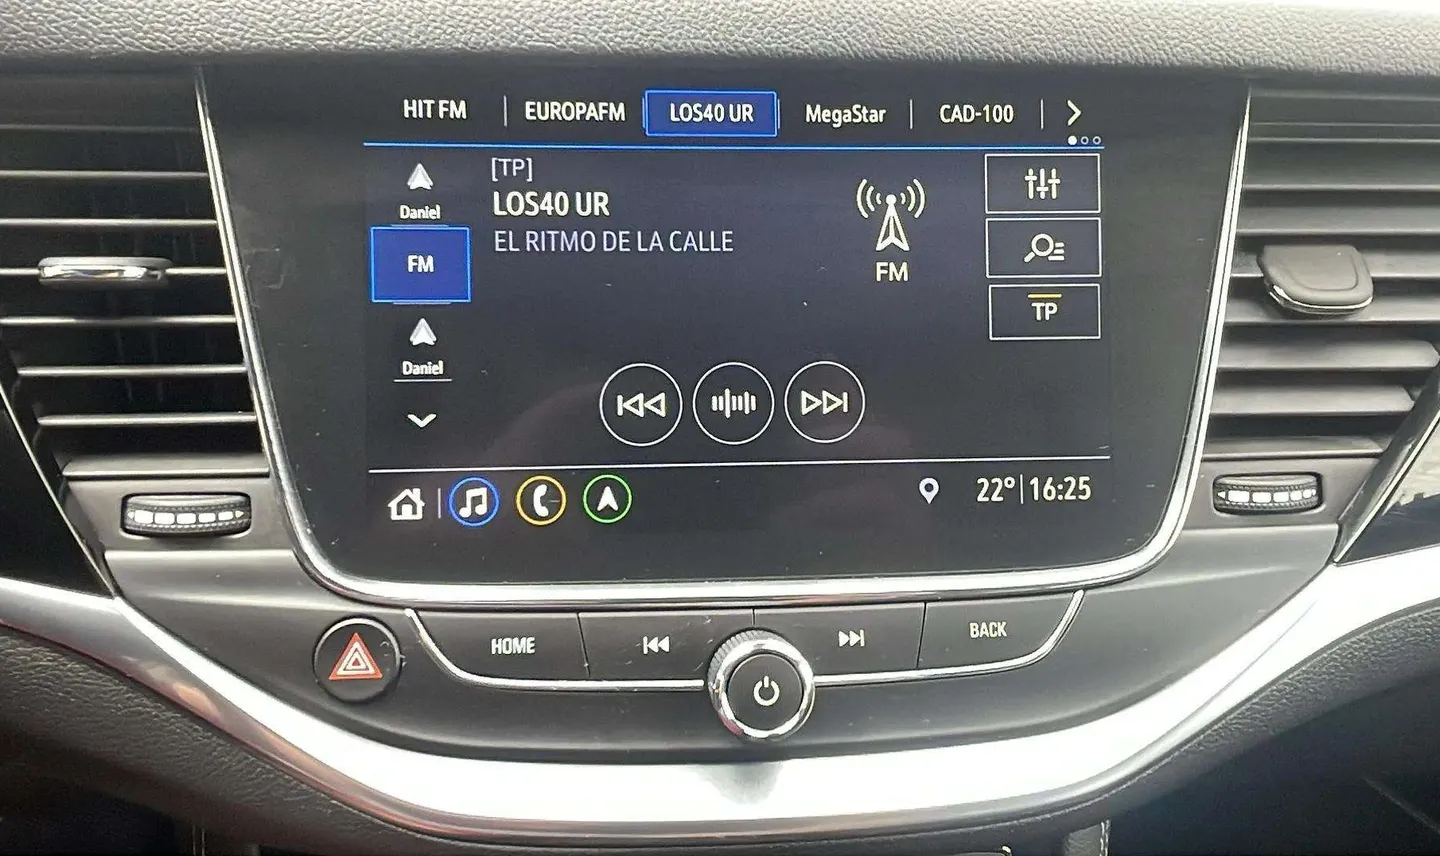 HIT FM
EUROPAFM
LOS40 UR
MegaStar
CAD-100
Daniel
[TP]
LOS40 UR
EL RITMO DE LA CALLE
FM
FM
TP
Daniel
22°
16:25
HOME
BACK